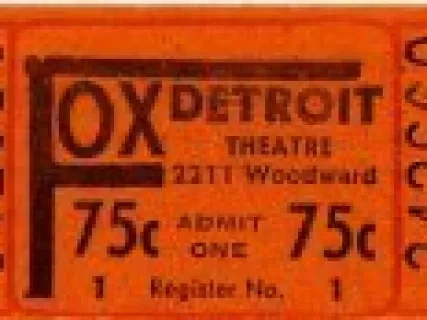 FOX DETROIT
THEATRE
2211 Woodward
75c ADMIT ONE 75c
1 Register No. 1